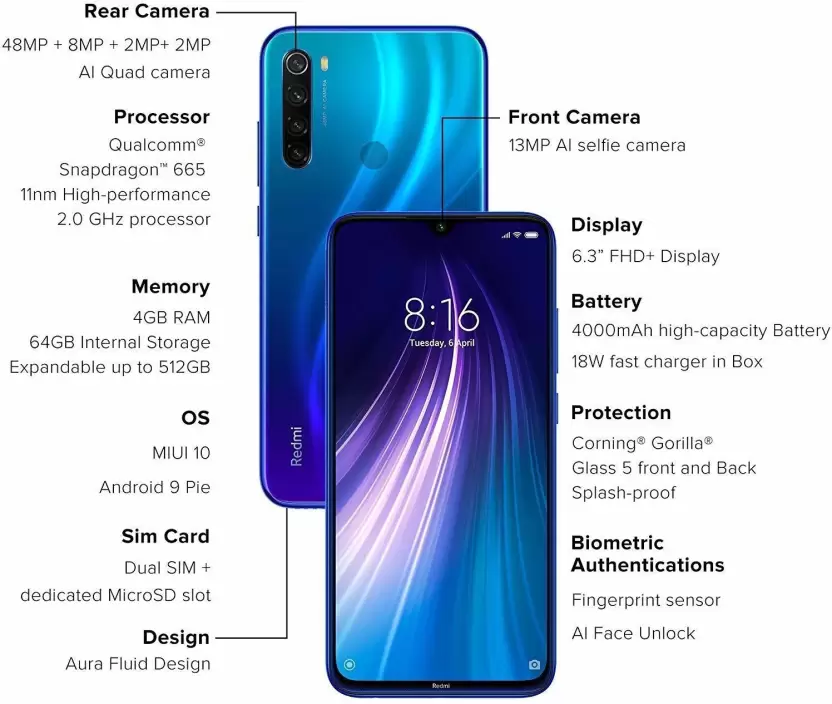 Rear Camera
48MP + 8MP + 2MP+ 2MP
AI Quad camera
Processor
Qualcomm®
Snapdragon™ 665
11nm High-performance
2.0 GHz processor
Memory
4GB RAM
64GB Internal Storage
Expandable up to 512GB
OS
MIUI 10
Android 9 Pie
Sim Card
Dual SIM +
dedicated MicroSD slot
Design
Aura Fluid Design
Redmi
8:16
Tuesday, 6 April
Redmi
Front Camera
13MP AI selfie camera
Display
6.3” FHD+ Display
Battery
4000mAh high-capacity Battery
18W fast charger in Box
Protection
Corning® Gorilla®
Glass 5 front and Back
Splash-proof
Biometric
Authentications
Fingerprint sensor
AI Face Unlock